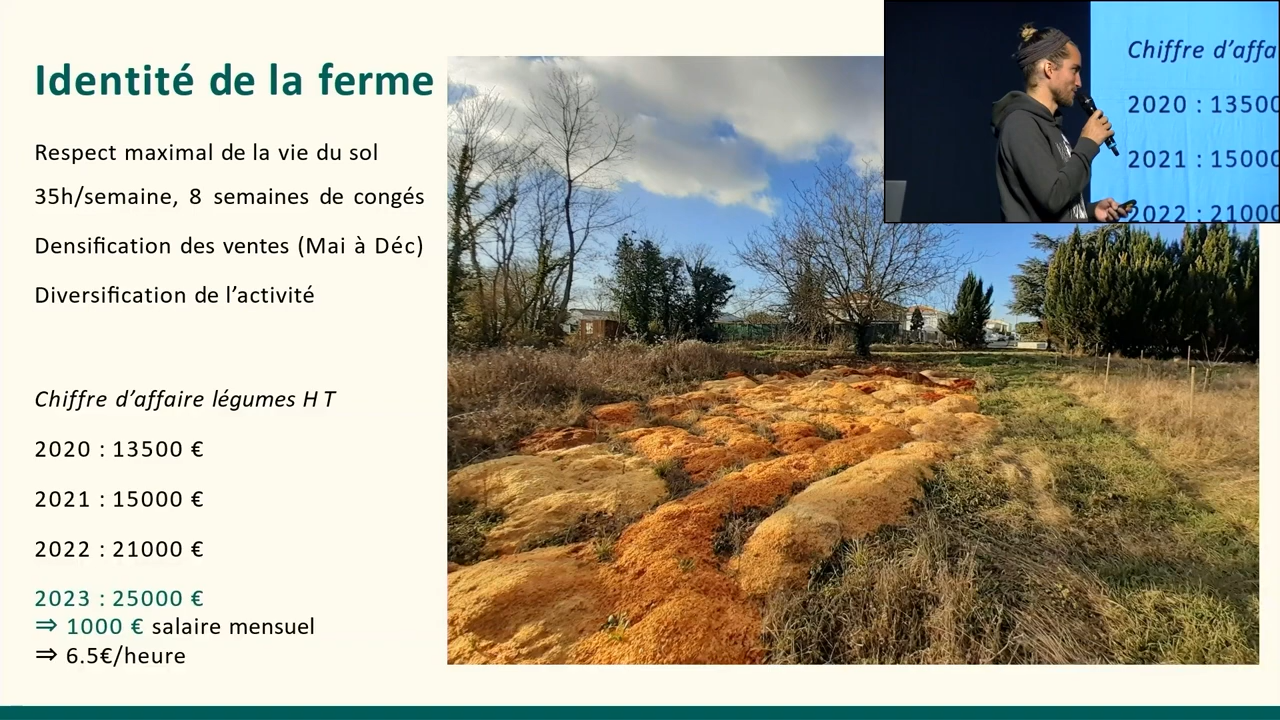 Identité de la ferme
Respect maximal de la vie du sol
35h/semaine, 8 semaines de congés
Densification des ventes (Mai à Déc)
Diversification de l’activité
Chiffre d’affaire légumes HT
2020 : 13500 €
2021 : 15000 €
2022 : 21000 €
2023 : 25000 €
⇒ 1000 € salaire mensuel
⇒ 6.5€/heure
Chiffre d’affa
2020 : 13500
2021 : 15000
2022 : 21000